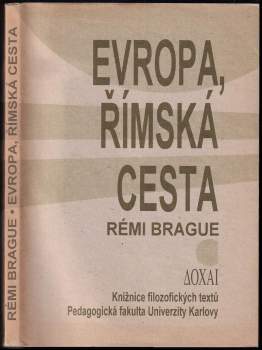 RÉMI BRAGUE • EVROPA, ŘÍMSKÁ CESTA
EVROPA,
ŘÍMSKÁ
CESTA
RÉMI BRAGUE
ΔΟΧΑΙ
Knižnice filozofických textů
Pedagogická fakulta Univerzity Karlovy